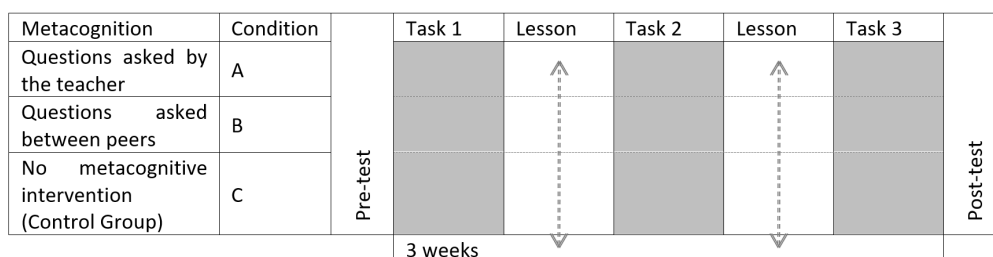 Metacognition Condition Task 1 Lesson Task 2 Lesson Task 3
Questions asked by
the teacher
A
Questions asked
between peers
B
No metacognitive
intervention
(Control Group)
C
Pre-test
Post-test
3 weeks